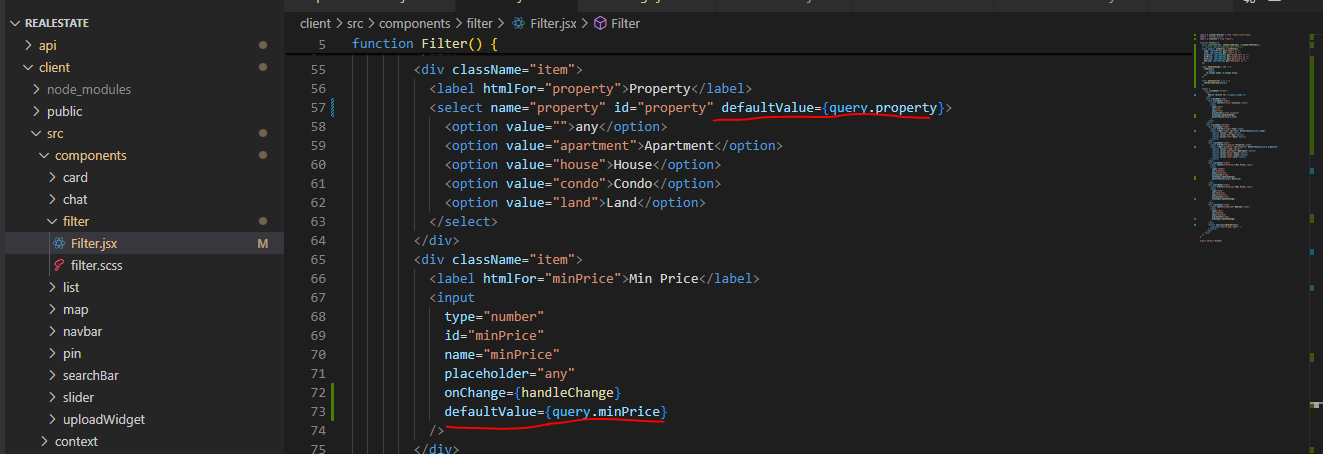 REALESTATE
api
client
node_modules
public
src
components
card
chat
filter
Filter.jsx M
filter.scss
list
map
navbar
pin
searchBar
slider
uploadWidget
context
client > src > components > filter > Filter.jsx > Filter
5 function Filter() {
55 <div className="item">
56 <label htmlFor="property">Property</label>
57 <select name="property" id="property" defaultValue={query.property}>
58 <option value="">any</option>
59 <option value="apartment">Apartment</option>
60 <option value="house">House</option>
61 <option value="condo">Condo</option>
62 <option value="land">Land</option>
63 </select>
64 </div>
65 <div className="item">
66 <label htmlFor="minPrice">Min Price</label>
67 <input
68 type="number"
69 id="minPrice"
70 name="minPrice"
71 placeholder="any"
72 onChange={handleChange}
73 defaultValue={query.minPrice}
74 />
75 </div>